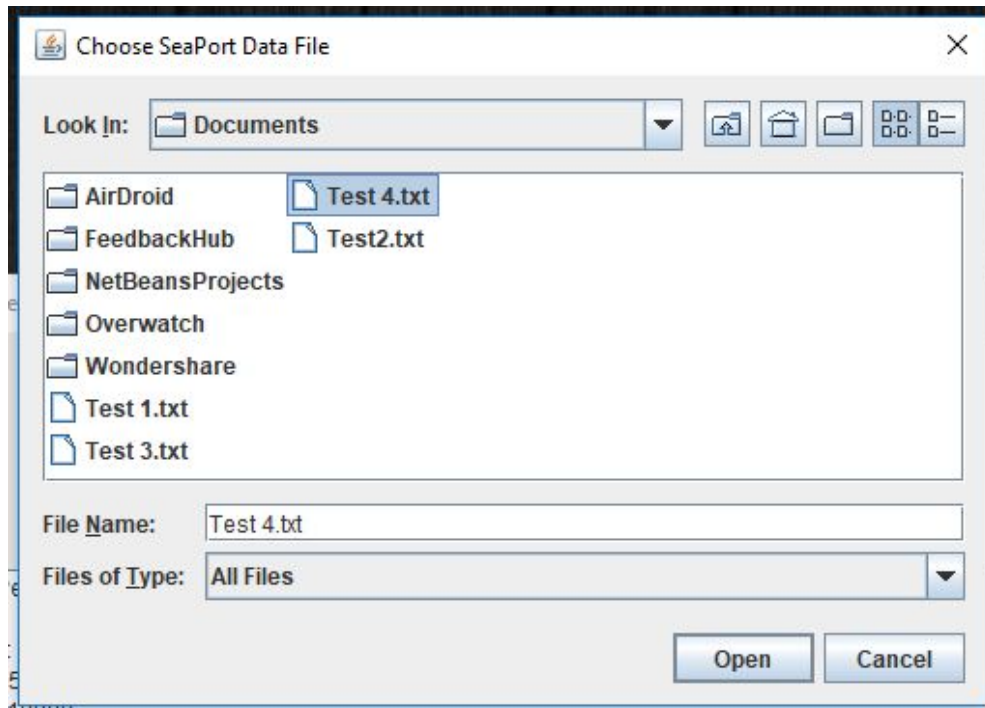 Choose SeaPort Data File
Look In: Documents
AirDroid
FeedbackHub
NetBeansProjects
Overwatch
Wondershare
Test 1.txt
Test 3.txt
Test 4.txt
Test2.txt
File Name: Test 4.txt
Files of Type: All Files
Open Cancel